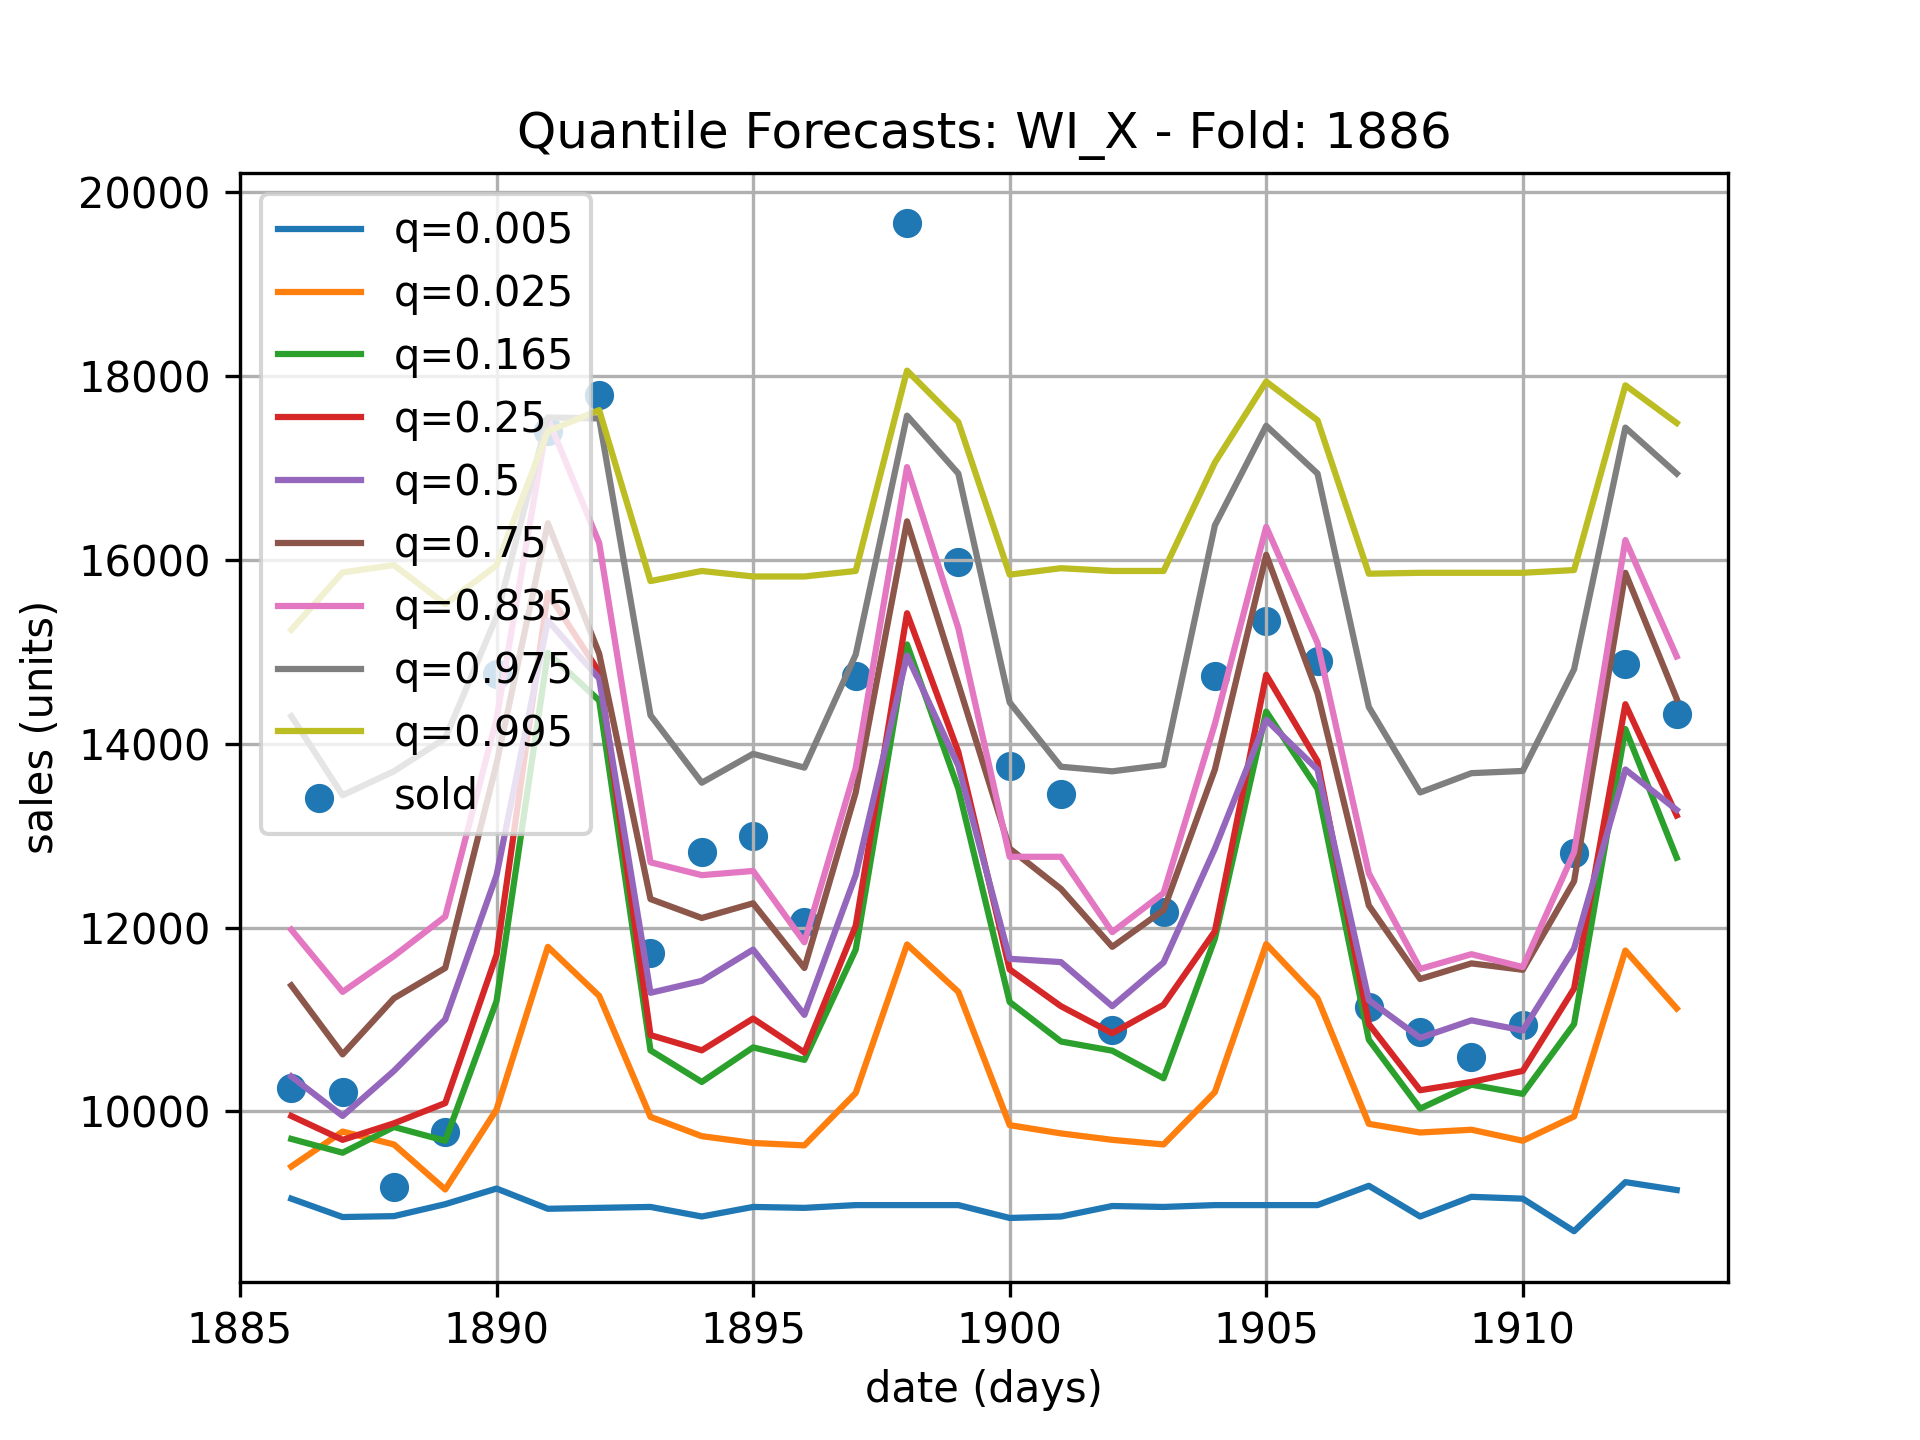 Quantile Forecasts: WI_X - Fold: 1886
sales (units)
20000
18000
16000
14000
12000
10000
q=0.005
q=0.025
q=0.165
q=0.25
q=0.5
q=0.75
q=0.835
q=0.975
q=0.995
sold
1885 1890 1895 1900 1905 1910
date (days)